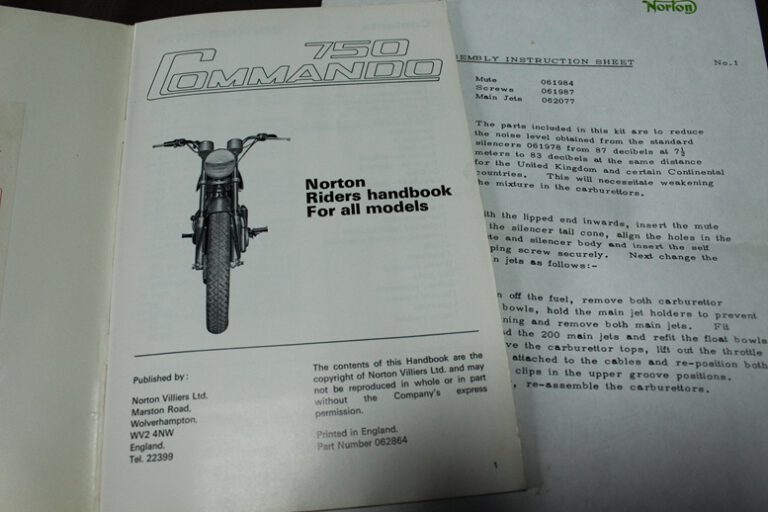 750
COMMANDO
Norton
Riders handbook
For all models
Published by :
Norton Villiers Ltd.
Marston Road,
Wolverhampton,
WV2 4NW
England.
Tel. 22399
The contents of this Handbook are the
copyright of Norton Villiers Ltd. and may
not be reproduced in whole or in part
without the Company's express
permission.
Printed in England.
Part Number 062864
1
Norton
INSTRUCTION SHEET No.1
Mute 061984
Screws 061987
Main Jets 062077
The parts included in this kit are to reduce
the noise level obtained from the standard
silencers 061978 from 87 decibels at 7½
meters to 83 decibels at the same distance
for the United Kingdom and certain Continental
countries. This will necessitate weakening
the mixture in the carburettors.
the lipped end inwards, insert the mute
the silencer tail cone, align the holes in the
and silencer body and insert the self
screw securely. Next change the
jets as follows:-
off the fuel, remove both carburettor
bowls, hold the main jet holders to prevent
and remove both main jets. Fit
the 200 main jets and refit the float bowls
the carburettor tops, lift out the throttle
attached to the cables and re-position both
clips in the upper groove positions.
re-assemble the carburettors.